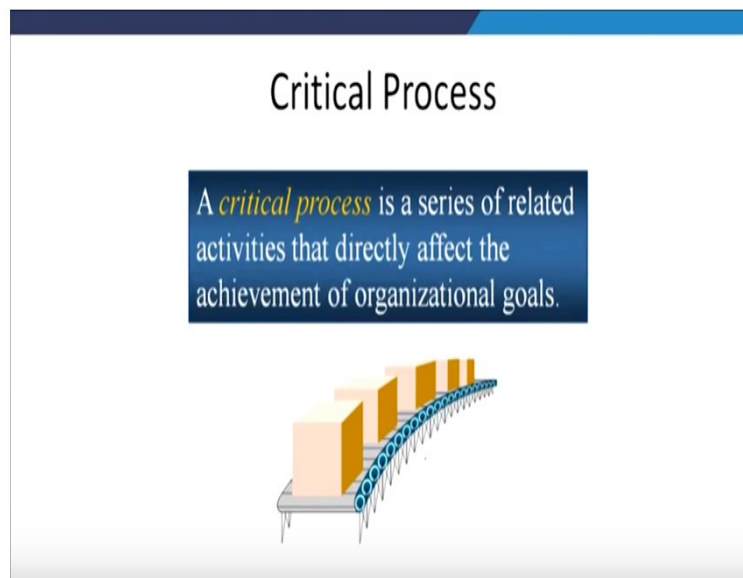 Critical Process
A critical process is a series of related
activities that directly affect the
achievement of organizational goals.